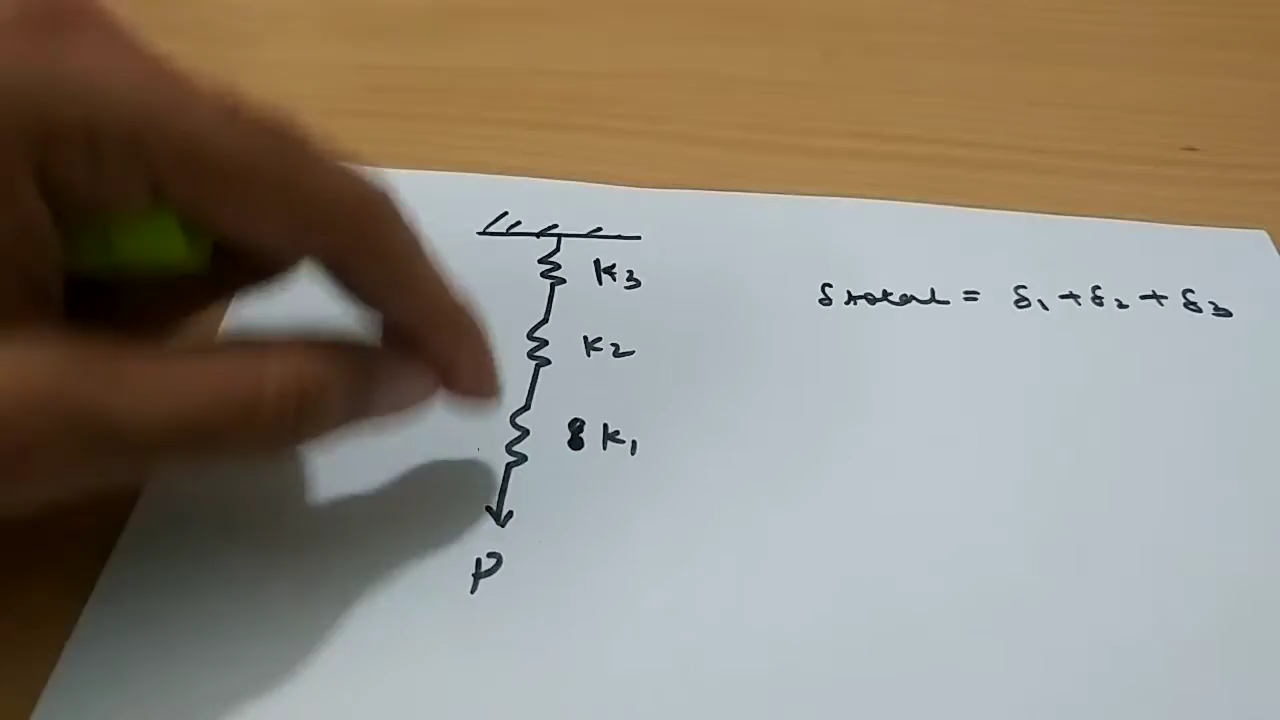 K3
δtotal = δ1 + δ2 + δ3
K2
8 K1
P